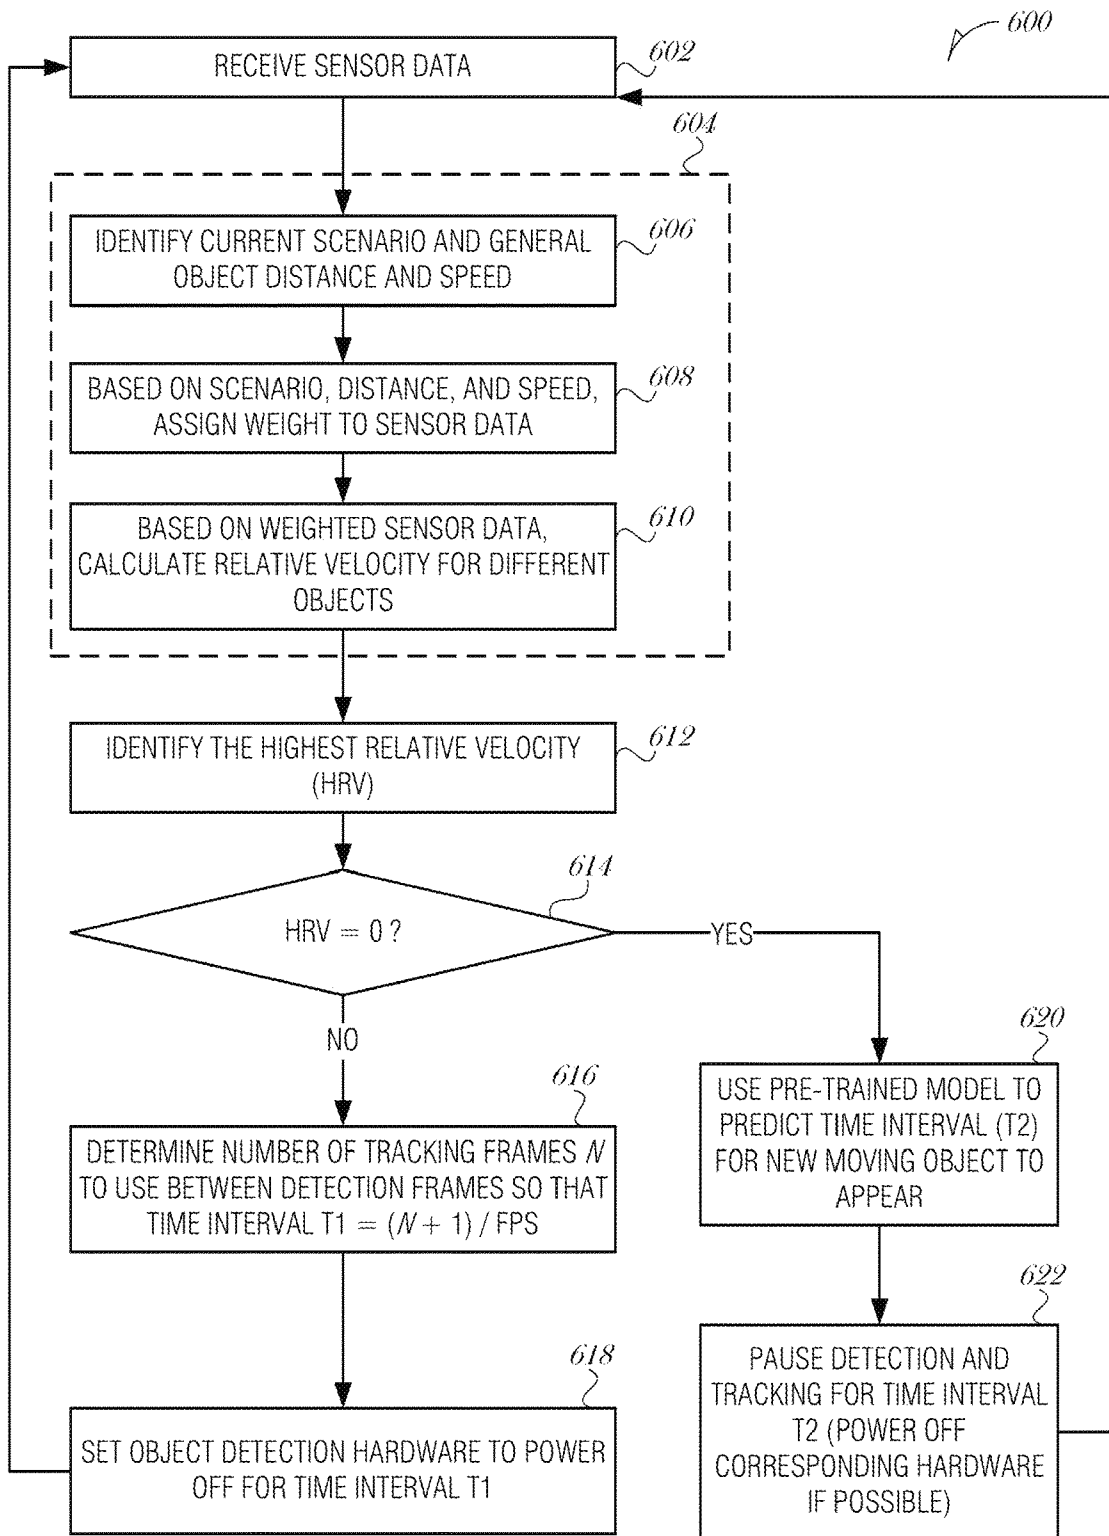 600
RECEIVE SENSOR DATA
602
604
IDENTIFY CURRENT SCENARIO AND GENERAL
OBJECT DISTANCE AND SPEED
606
BASED ON SCENARIO, DISTANCE, AND SPEED,
ASSIGN WEIGHT TO SENSOR DATA
608
BASED ON WEIGHTED SENSOR DATA,
CALCULATE RELATIVE VELOCITY FOR DIFFERENT
OBJECTS
610
IDENTIFY THE HIGHEST RELATIVE VELOCITY
(HRV)
612
HRV = 0 ?
614
YES
NO
616
DETERMINE NUMBER OF TRACKING FRAMES N
TO USE BETWEEN DETECTION FRAMES SO THAT
TIME INTERVAL T1 = (N + 1) / FPS
618
SET OBJECT DETECTION HARDWARE TO POWER
OFF FOR TIME INTERVAL T1
620
USE PRE-TRAINED MODEL TO
PREDICT TIME INTERVAL (T2)
FOR NEW MOVING OBJECT TO
APPEAR
622
PAUSE DETECTION AND
TRACKING FOR TIME INTERVAL
T2 (POWER OFF
CORRESPONDING HARDWARE
IF POSSIBLE)